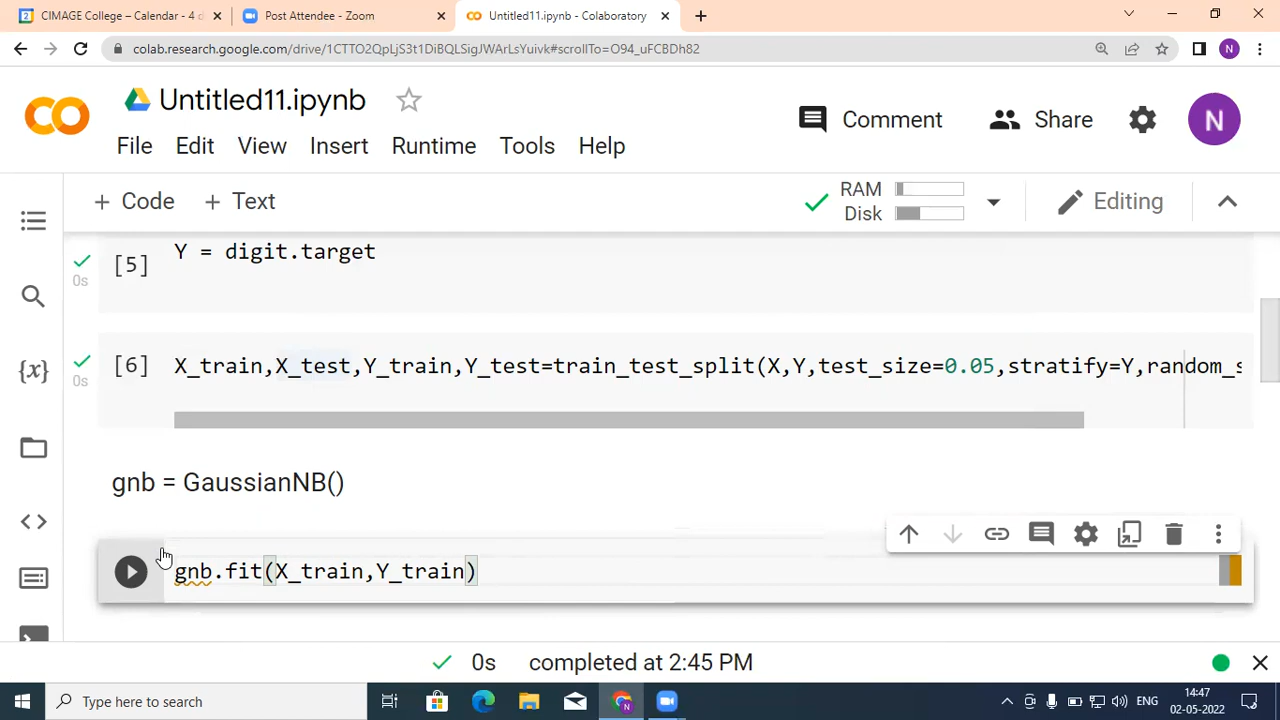 CIMAGE College – Calendar - 4 d
Post Attendee - Zoom
Untitled11.ipynb - Colaboratory
colab.research.google.com/drive/1CTTO2QpLjS3t1DiBQLSigJWArLsYuivk#scrollTo=O94_uFCBDh82
N
Untitled11.ipynb
Comment
Share
N
File Edit View Insert Runtime Tools Help
+ Code + Text
RAM
Disk
Editing
[5] Y = digit.target
0s
[6] X_train,X_test,Y_train,Y_test=train_test_split(X,Y,test_size=0.05,stratify=Y,random_s
0s
{x}
gnb = GaussianNB()
gnb.fit(X_train,Y_train)
0s completed at 2:45 PM
Type here to search
ENG
14:47
02-05-2022